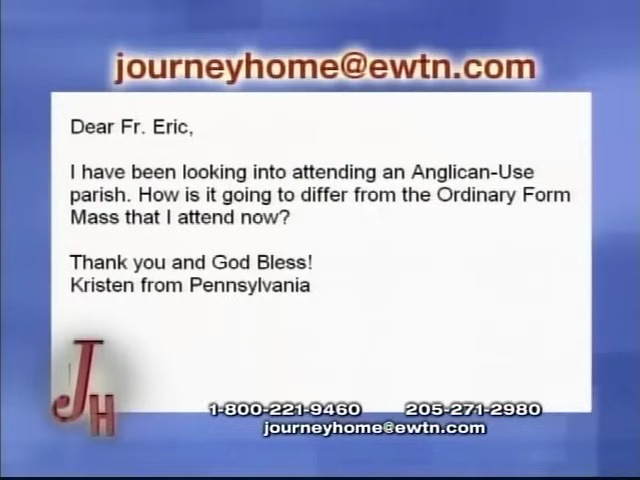 journeyhome@ewtn.com
Dear Fr. Eric,
I have been looking into attending an Anglican-Use
parish. How is it going to differ from the Ordinary Form
Mass that I attend now?
Thank you and God Bless!
Kristen from Pennsylvania
JH
1-800-221-9460 205-271-2980
journeyhome@ewtn.com